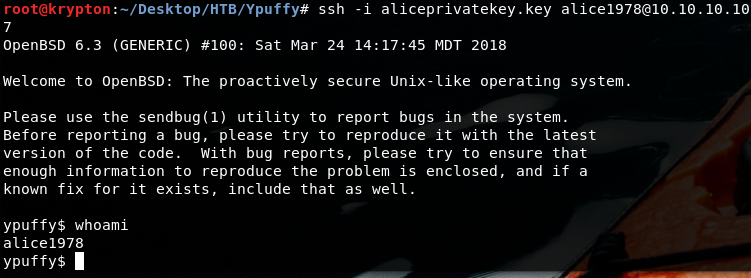 root@krypton:~/Desktop/HTB/Ypuffy# ssh -i aliceprivatekey.key alice1978@10.10.10.10
7
OpenBSD 6.3 (GENERIC) #100: Sat Mar 24 14:17:45 MDT 2018
Welcome to OpenBSD: The proactively secure Unix-like operating system.
Please use the sendbug(1) utility to report bugs in the system.
Before reporting a bug, please try to reproduce it with the latest
version of the code.  With bug reports, please try to ensure that
enough information to reproduce the problem is enclosed, and if a
known fix for it exists, include that as well.
ypuffy$ whoami
alice1978
ypuffy$